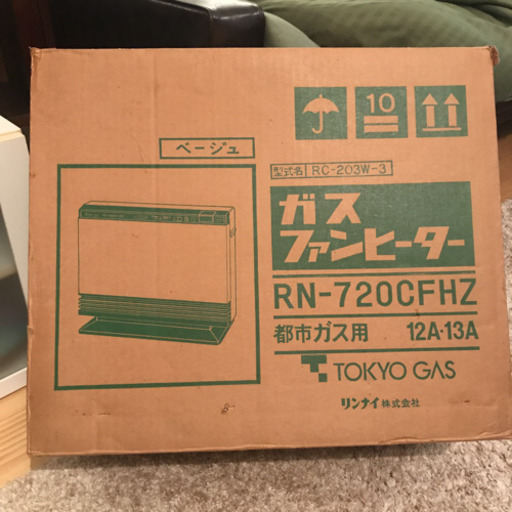 10
ベージュ
型式名 RC-203W-3
ガス
ファンヒーター
RN-720CFHZ
都市ガス用 12A・13A
TOKYO GAS
リンナイ株式会社